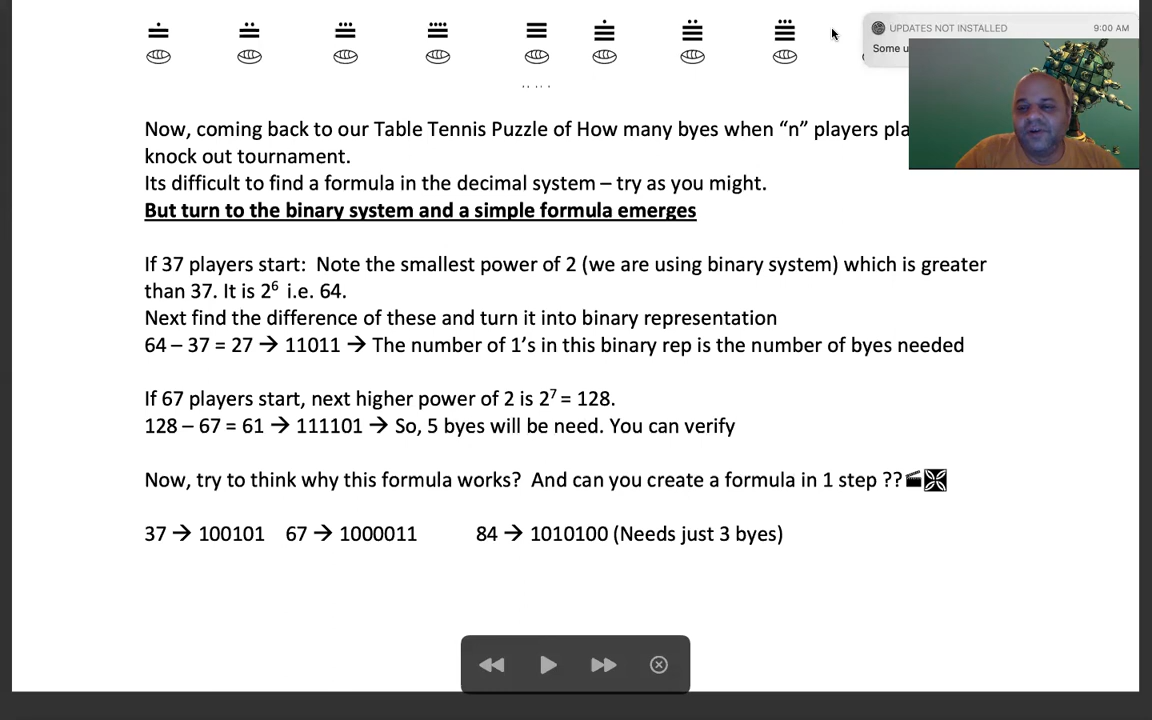 UPDATES NOT INSTALLED 9:00 AM
Some u
Now, coming back to our Table Tennis Puzzle of How many byes when “n” players pla
knock out tournament.
Its difficult to find a formula in the decimal system – try as you might.
But turn to the binary system and a simple formula emerges
If 37 players start: Note the smallest power of 2 (we are using binary system) which is greater
than 37. It is 2⁶ i.e. 64.
Next find the difference of these and turn it into binary representation
64 – 37 = 27 → 11011 → The number of 1’s in this binary rep is the number of byes needed
If 67 players start, next higher power of 2 is 2⁷ = 128.
128 – 67 = 61 → 111101 → So, 5 byes will be need. You can verify
Now, try to think why this formula works? And can you create a formula in 1 step ??
37 → 100101 67 → 1000011 84 → 1010100 (Needs just 3 byes)